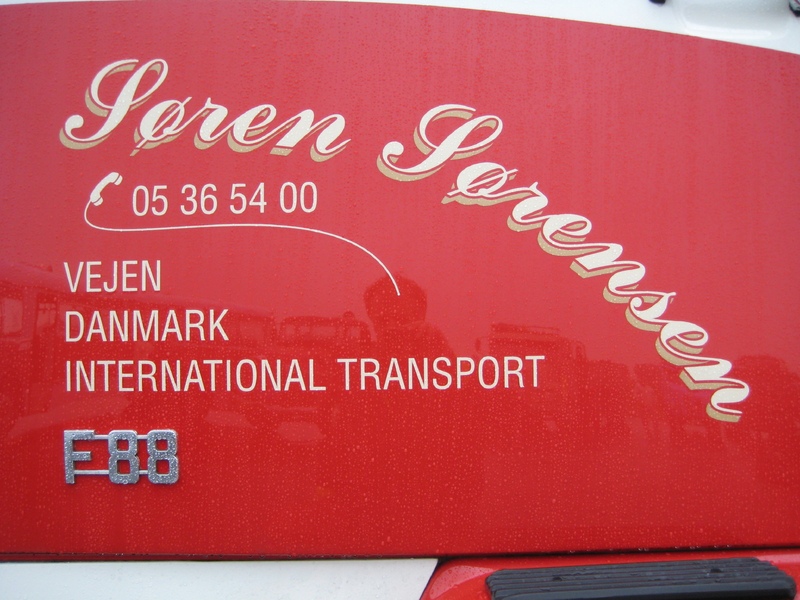 Søren Sørensen
05 36 54 00
VEJEN
DANMARK
INTERNATIONAL TRANSPORT
F88